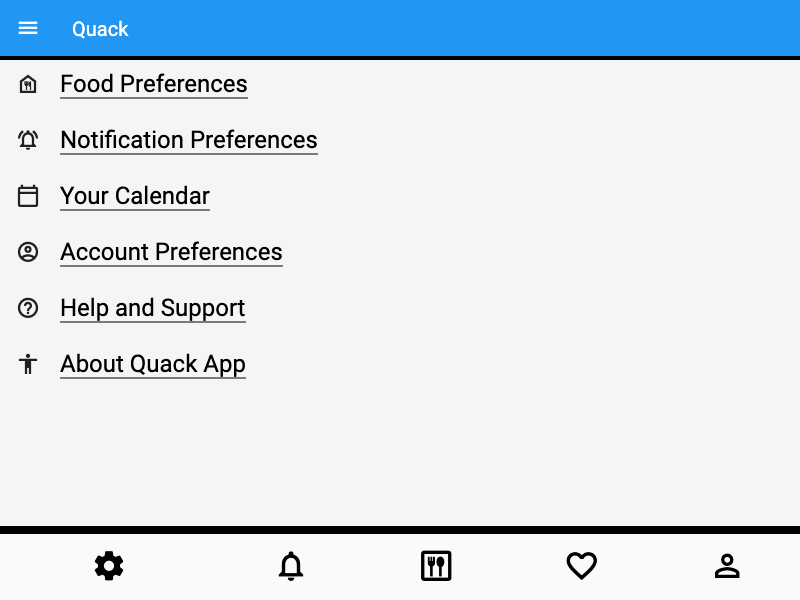 Quack
Food Preferences
Notification Preferences
Your Calendar
Account Preferences
Help and Support
About Quack App